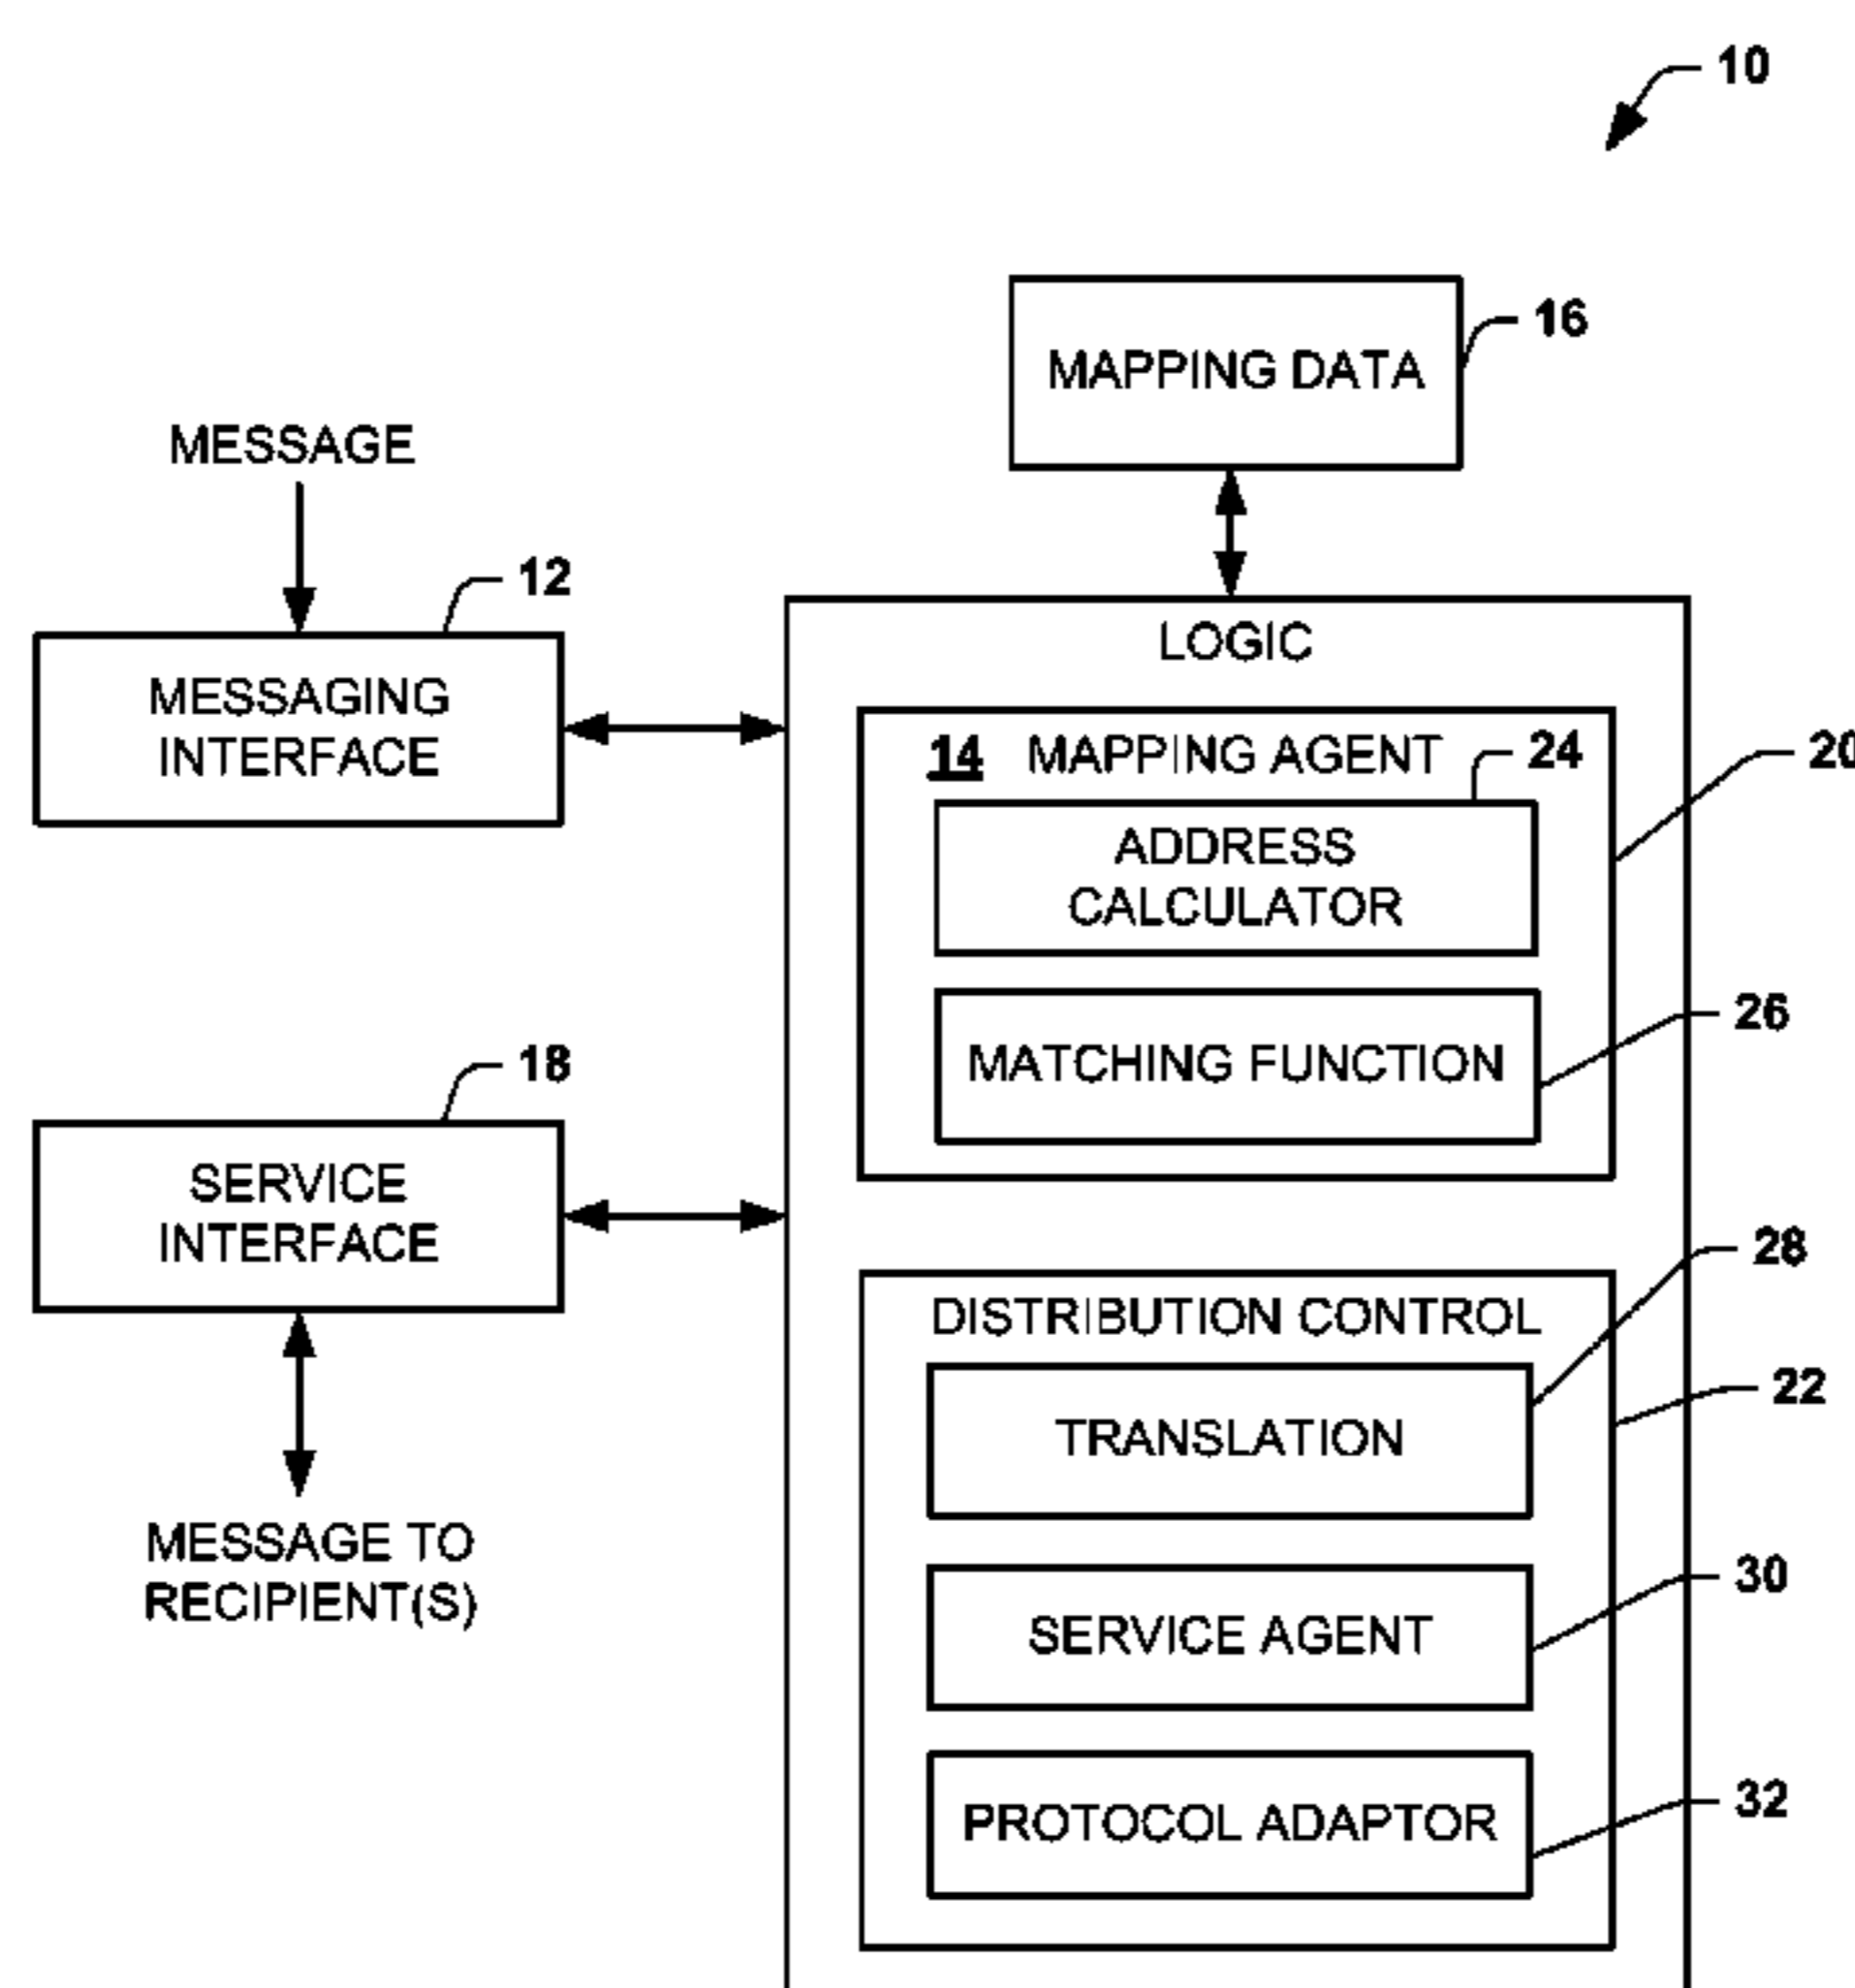 10
MAPPING DATA
16
MESSAGE
12
MESSAGING
INTERFACE
LOGIC
14 MAPPING AGENT
24
20
ADDRESS
CALCULATOR
MATCHING FUNCTION
26
18
SERVICE
INTERFACE
DISTRIBUTION CONTROL
28
TRANSLATION
22
MESSAGE TO
RECIPIENT(S)
SERVICE AGENT
30
PROTOCOL ADAPTOR
32